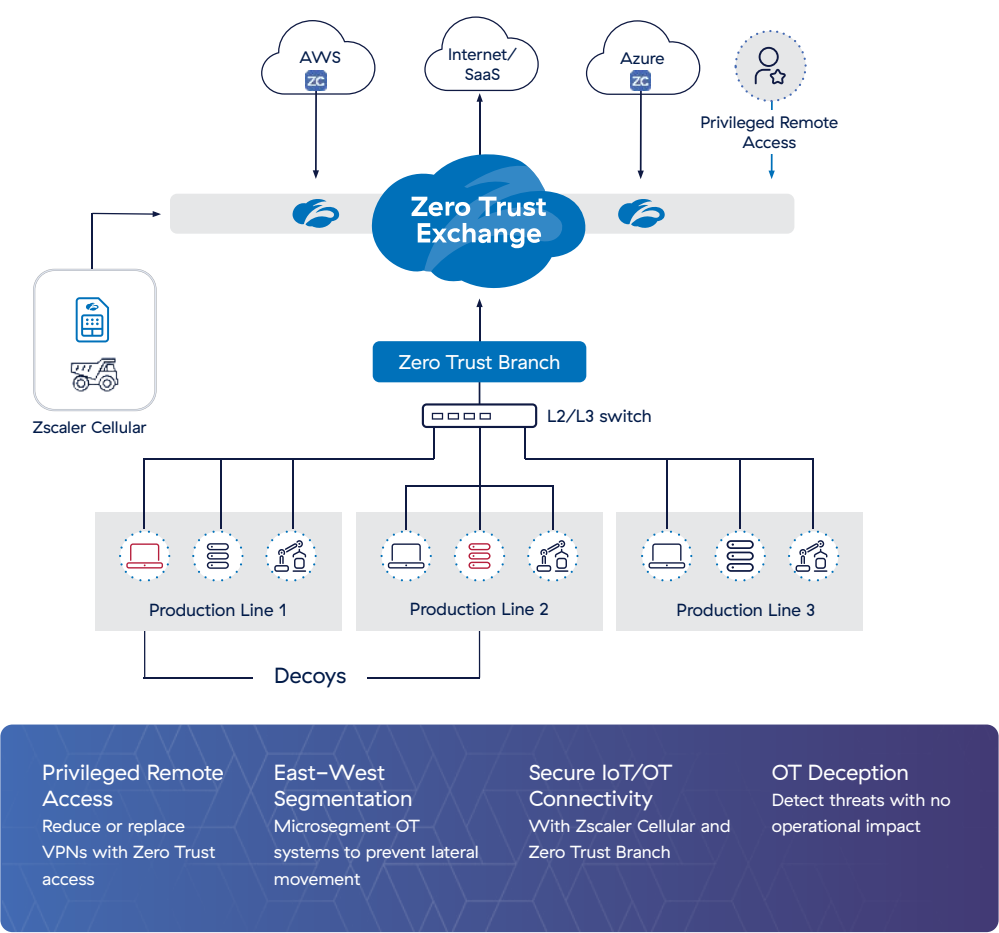 AWS
ZC
Internet/
SaaS
Azure
ZC
Privileged Remote
Access
Zero Trust
Exchange
Zero Trust Branch
L2/L3 switch
Zscaler Cellular
Production Line 1
Production Line 2
Production Line 3
Decoys
Privileged Remote
Access
Reduce or replace
VPNs with Zero Trust
access
East–West
Segmentation
Microsegment OT
systems to prevent lateral
movement
Secure IoT/OT
Connectivity
With Zscaler Cellular and
Zero Trust Branch
OT Deception
Detect threats with no
operational impact